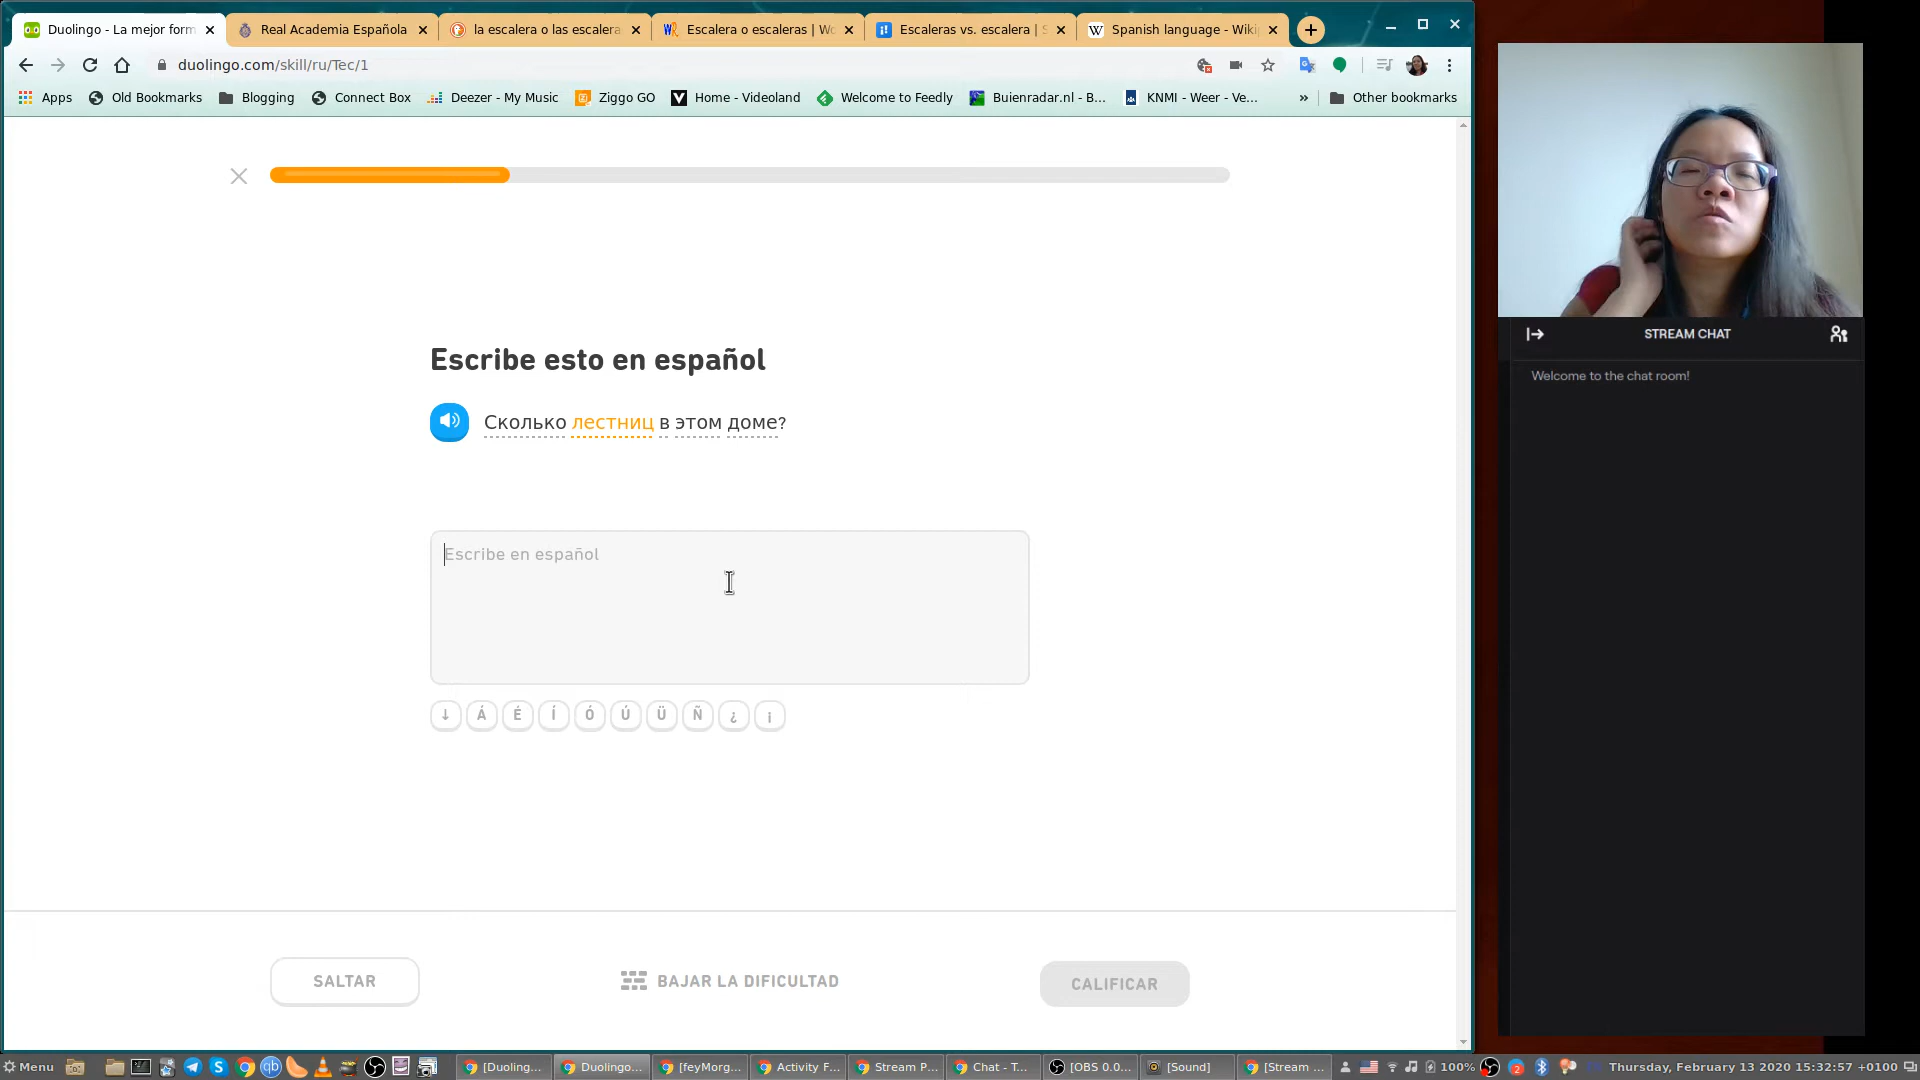 Duolingo - La mejor form
Real Academia Española
la escalera o las escalera
Escalera o escaleras | Wo
Escaleras vs. escalera | S
Spanish language - Wiki
duolingo.com/skill/ru/Tec/1
Apps
Old Bookmarks
Blogging
Connect Box
Deezer - My Music
Ziggo GO
Home - Videoland
Welcome to Feedly
Buienradar.nl - B...
KNMI - Weer - Ve...
»
Other bookmarks
Escribe esto en español
Сколько лестниц в этом доме?
Escribe en español
↓ Á É Í Ó Ú Ü Ñ ¿ ¡
SALTAR
BAJAR LA DIFICULTAD
CALIFICAR
STREAM CHAT
Welcome to the chat room!
Menu
[Duoling...
Duolingo...
[feyMorg...
Activity F...
Stream P...
Chat - T...
[OBS 0.0...
[Sound]
[Stream ...
100%
2
Thursday, February 13 2020 15:32:57 +0100